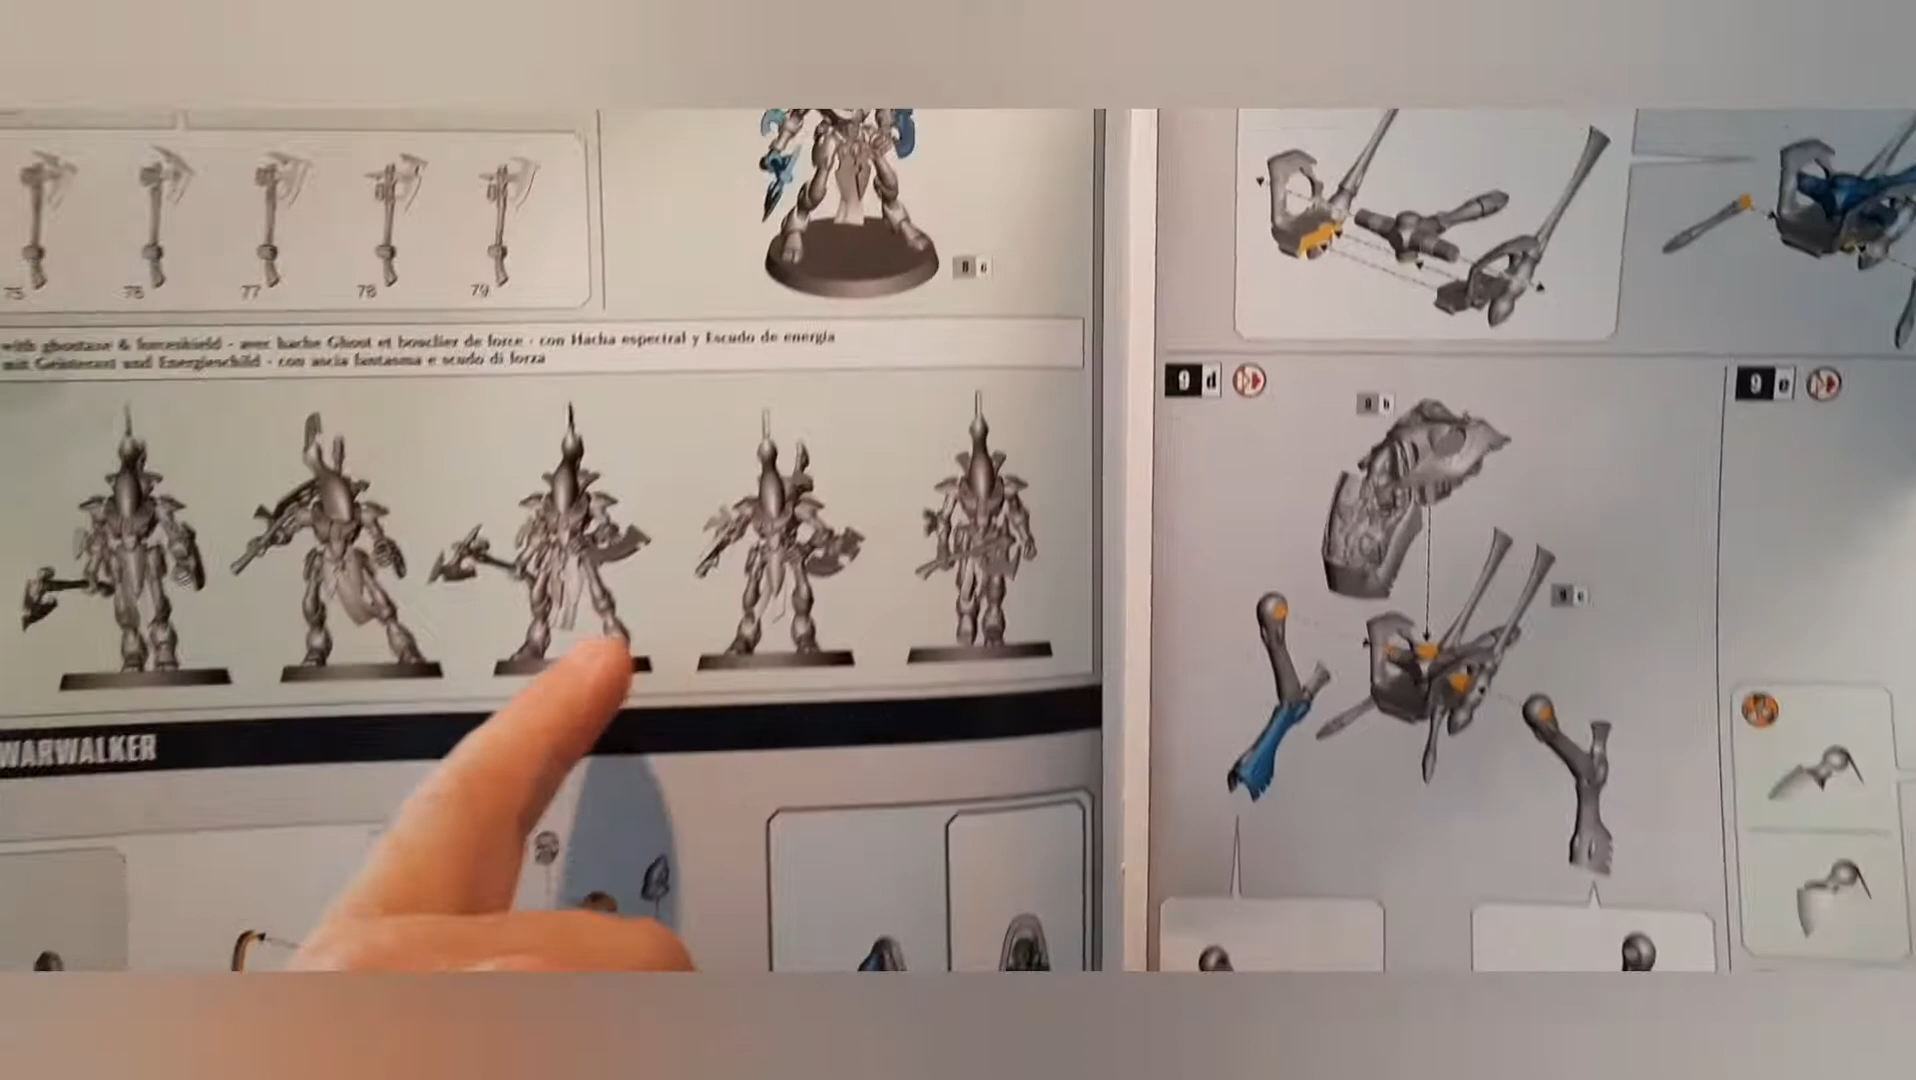 75 76 77 78 79
9 c
with ghostaxe & forceshield - avec hache Ghost et bouclier de force - con Hacha espectral y Escudo de energía
mit Geisteraxt und Energieschild - con ascia fantasma e scudo di forza
WARWALKER
9 d
9 b
9 c
9 e